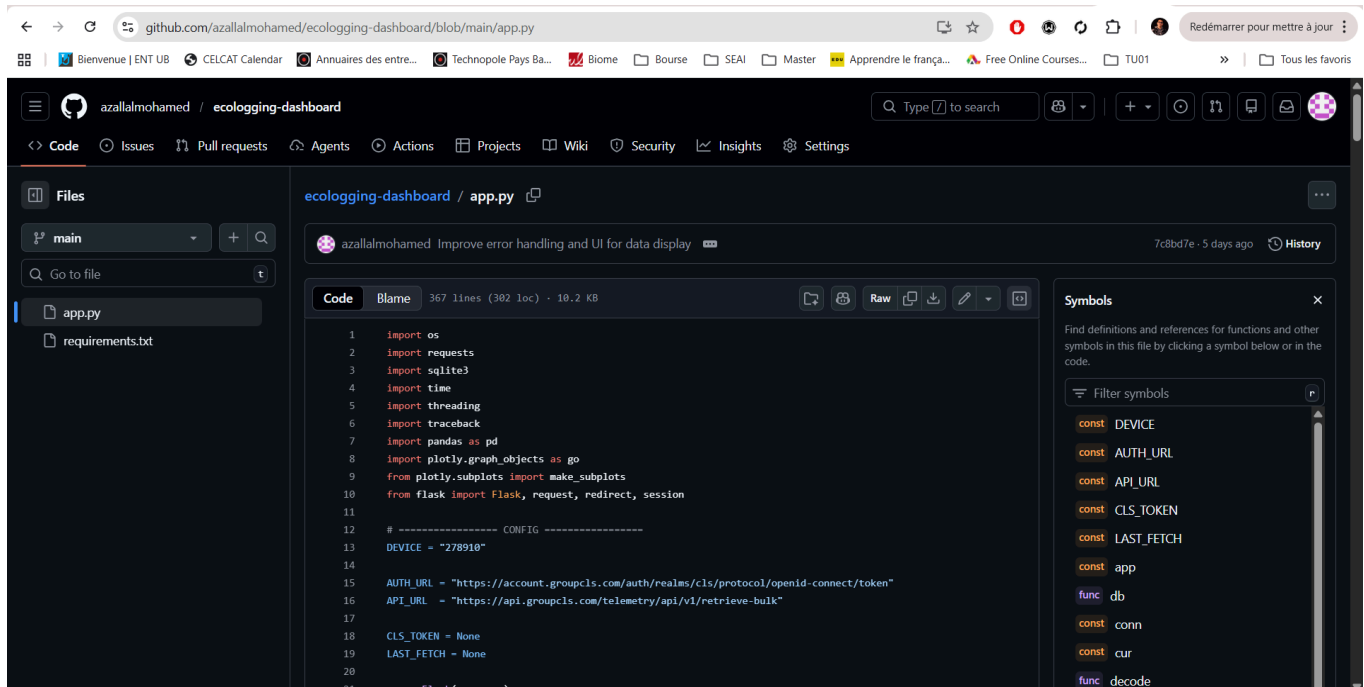 github.com/azallalmohamed/ecologging-dashboard/blob/main/app.py
Redémarrer pour mettre à jour
Bienvenue | ENT UB
CELCAT Calendar
Annuaires des entre...
Technopole Pays Ba...
Biome
Bourse
SEAI
Master
Apprendre le frança...
Free Online Courses...
TU01
»
Tous les favoris
azallalmohamed / ecologging-dashboard
Type / to search
Code
Issues
Pull requests
Agents
Actions
Projects
Wiki
Security
Insights
Settings
Files
main
Go to file
t
app.py
requirements.txt
ecologging-dashboard / app.py
azallalmohamed Improve error handling and UI for data display
7c8bd7e · 5 days ago
History
Code
Blame
367 lines (302 loc) · 10.2 KB
Raw
1 import os
2 import requests
3 import sqlite3
4 import time
5 import threading
6 import traceback
7 import pandas as pd
8 import plotly.graph_objects as go
9 from plotly.subplots import make_subplots
10 from flask import Flask, request, redirect, session
11
12 # ----------------- CONFIG -----------------
13 DEVICE = "278910"
14
15 AUTH_URL = "https://account.groupcls.com/auth/realms/cls/protocol/openid-connect/token"
16 API_URL  = "https://api.groupcls.com/telemetry/api/v1/retrieve-bulk"
17
18 CLS_TOKEN = None
19 LAST_FETCH = None
20
Symbols
Find definitions and references for functions and other
symbols in this file by clicking a symbol below or in the
code.
Filter symbols
r
const DEVICE
const AUTH_URL
const API_URL
const CLS_TOKEN
const LAST_FETCH
const app
func db
const conn
const cur
func decode